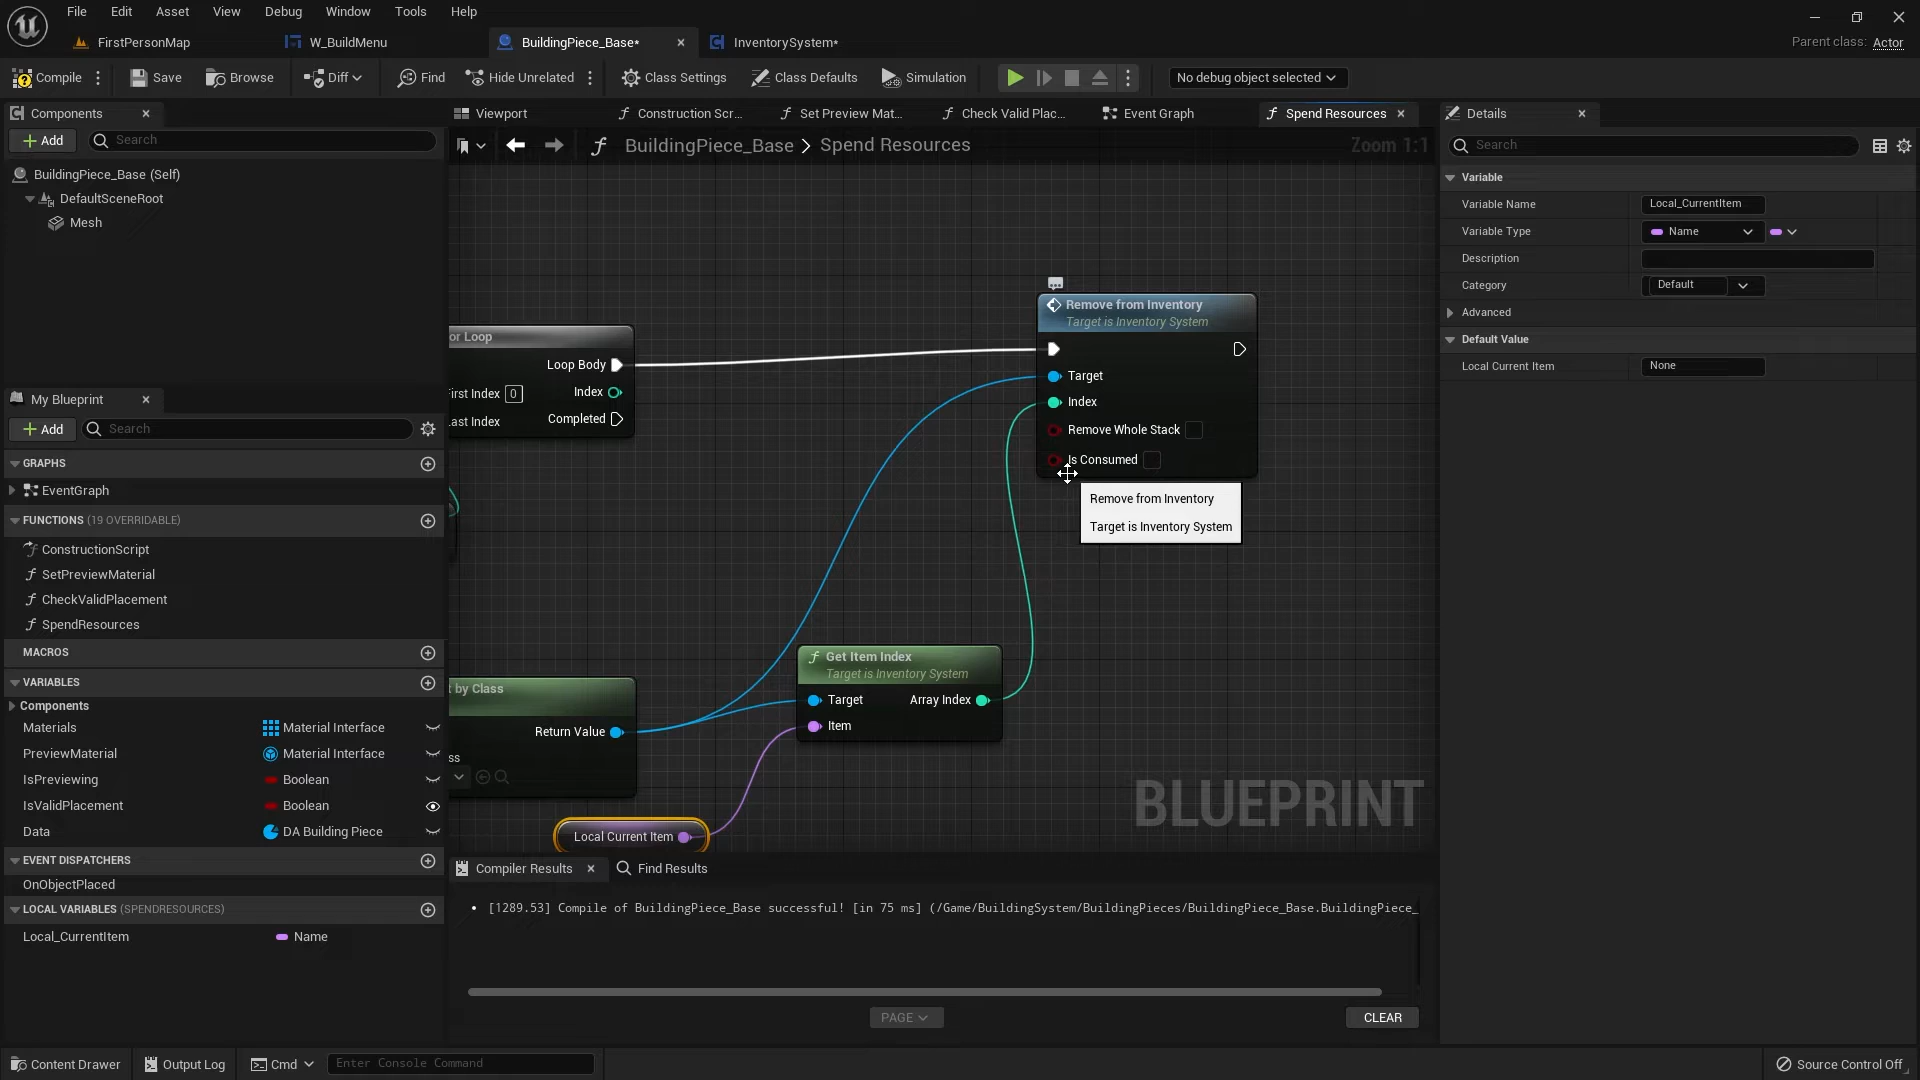 File Edit Asset View Debug Window Tools Help
FirstPersonMap W_BuildMenu BuildingPiece_Base* InventorySystem* Parent class: Actor
Compile Save Browse Diff Find Hide Unrelated Class Settings Class Defaults Simulation No debug object selected
Components
Add Search
BuildingPiece_Base (Self)
DefaultSceneRoot
Mesh
My Blueprint
Add Search
GRAPHS
EventGraph
FUNCTIONS (19 OVERRIDABLE)
ConstructionScript
SetPreviewMaterial
CheckValidPlacement
SpendResources
MACROS
VARIABLES
Components
Materials Material Interface
PreviewMaterial Material Interface
IsPreviewing Boolean
IsValidPlacement Boolean
Data DA Building Piece
EVENT DISPATCHERS
OnObjectPlaced
LOCAL VARIABLES (SPENDRESOURCES)
Local_CurrentItem Name
Viewport Construction Scr... Set Preview Mat... Check Valid Plac... Event Graph Spend Resources
BuildingPiece_Base > Spend Resources Zoom 1:1
or Loop
Loop Body
irst Index 0 Index
ast Index Completed
Remove from Inventory
Target is Inventory System
Target
Index
Remove Whole Stack
Is Consumed
Remove from Inventory
Target is Inventory System
Get Item Index
Target is Inventory System
Target Array Index
Item
t by Class
Return Value
ss
Local Current Item
BLUEPRINT
Compiler Results Find Results
• [1289.53] Compile of BuildingPiece_Base successful! [in 75 ms] (/Game/BuildingSystem/BuildingPieces/BuildingPiece_Base.BuildingPiece_
PAGE CLEAR
Details
Search
Variable
Variable Name Local_CurrentItem
Variable Type Name
Description
Category Default
Advanced
Default Value
Local Current Item None
Content Drawer Output Log Cmd Enter Console Command Source Control Off